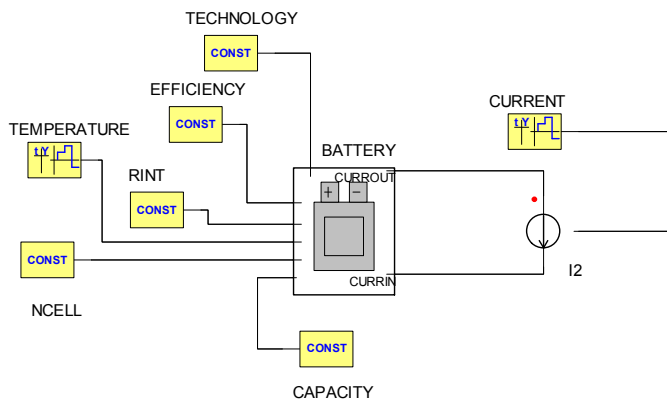 TECHNOLOGY
CONST
EFFICIENCY
CONST
CURRENT
t Y
TEMPERATURE
t Y
BATTERY
CURROUT
+ −
RINT
CONST
CONST
NCELL
CURRIN
I2
CONST
CAPACITY